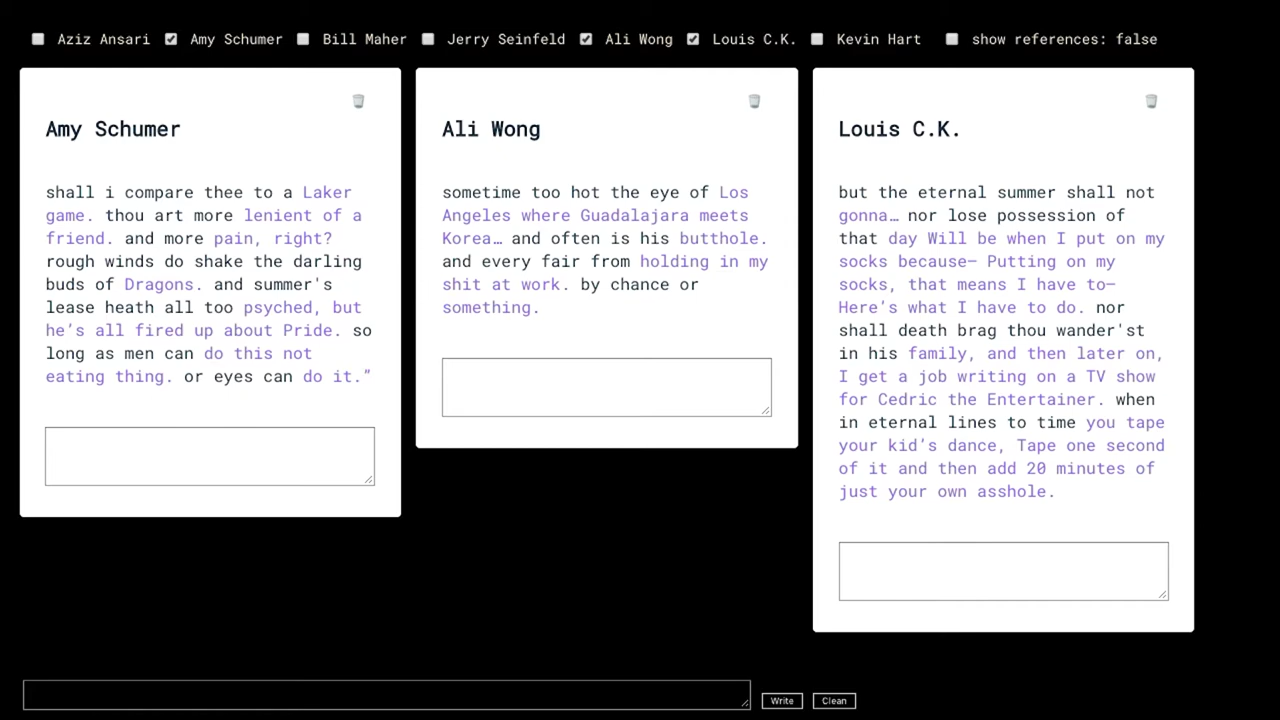 Aziz Ansari Amy Schumer Bill Maher Jerry Seinfeld Ali Wong Louis C.K. Kevin Hart show references: false
Amy Schumer
shall i compare thee to a Laker
game. thou art more lenient of a
friend. and more pain, right?
rough winds do shake the darling
buds of Dragons. and summer's
lease heath all too psyched, but
he’s all fired up about Pride. so
long as men can do this not
eating thing. or eyes can do it.”
Ali Wong
sometime too hot the eye of Los
Angeles where Guadalajara meets
Korea… and often is his butthole.
and every fair from holding in my
shit at work. by chance or
something.
Louis C.K.
but the eternal summer shall not
gonna… nor lose possession of
that day Will be when I put on my
socks because— Putting on my
socks, that means I have to—
Here’s what I have to do. nor
shall death brag thou wander'st
in his family, and then later on,
I get a job writing on a TV show
for Cedric the Entertainer. when
in eternal lines to time you tape
your kid’s dance, Tape one second
of it and then add 20 minutes of
just your own asshole.
Write Clean